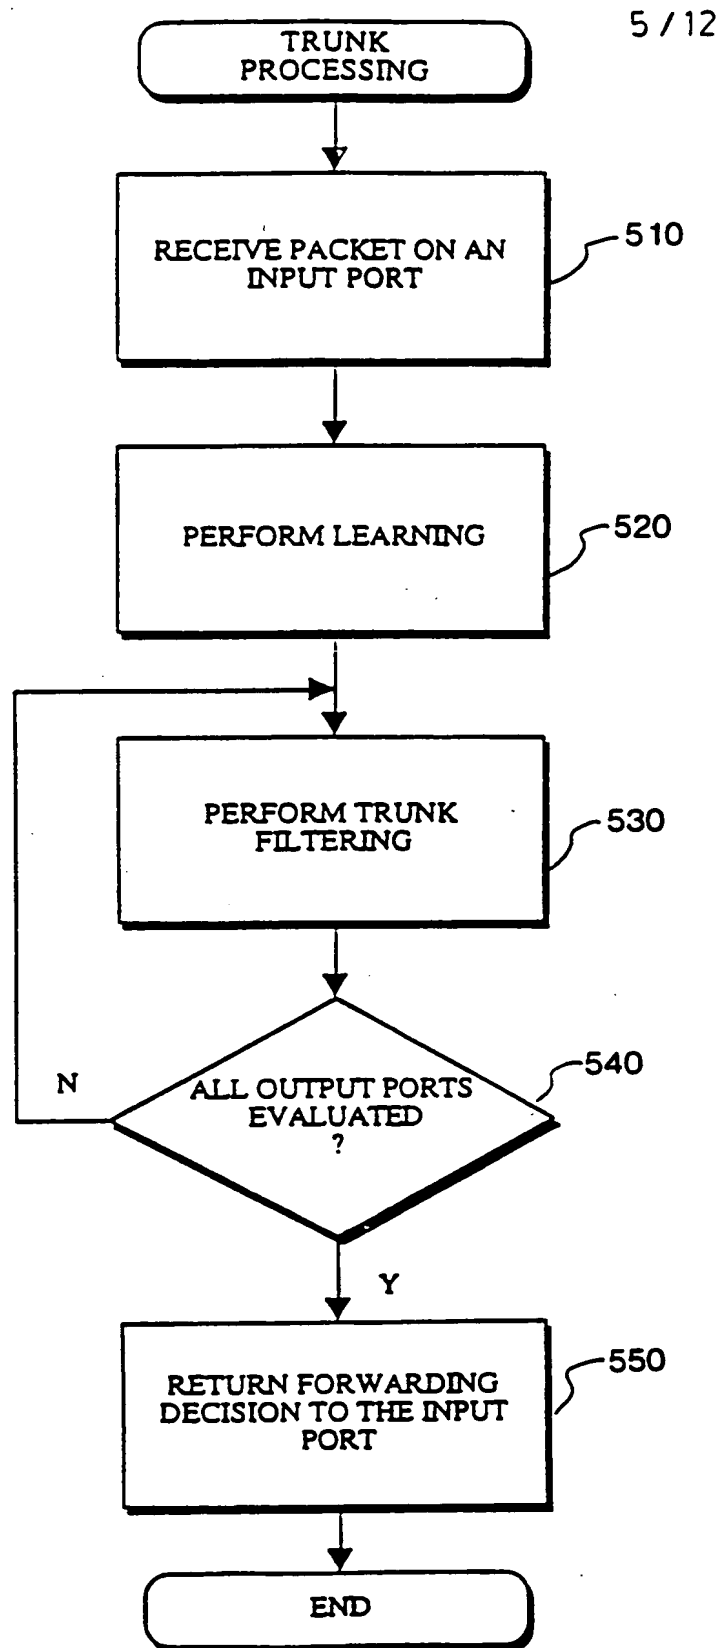 5 / 12
TRUNK
PROCESSING
RECEIVE PACKET ON AN
INPUT PORT
510
PERFORM LEARNING
520
PERFORM TRUNK
FILTERING
530
N
ALL OUTPUT PORTS
EVALUATED
?
540
Y
RETURN FORWARDING
DECISION TO THE INPUT
PORT
550
END